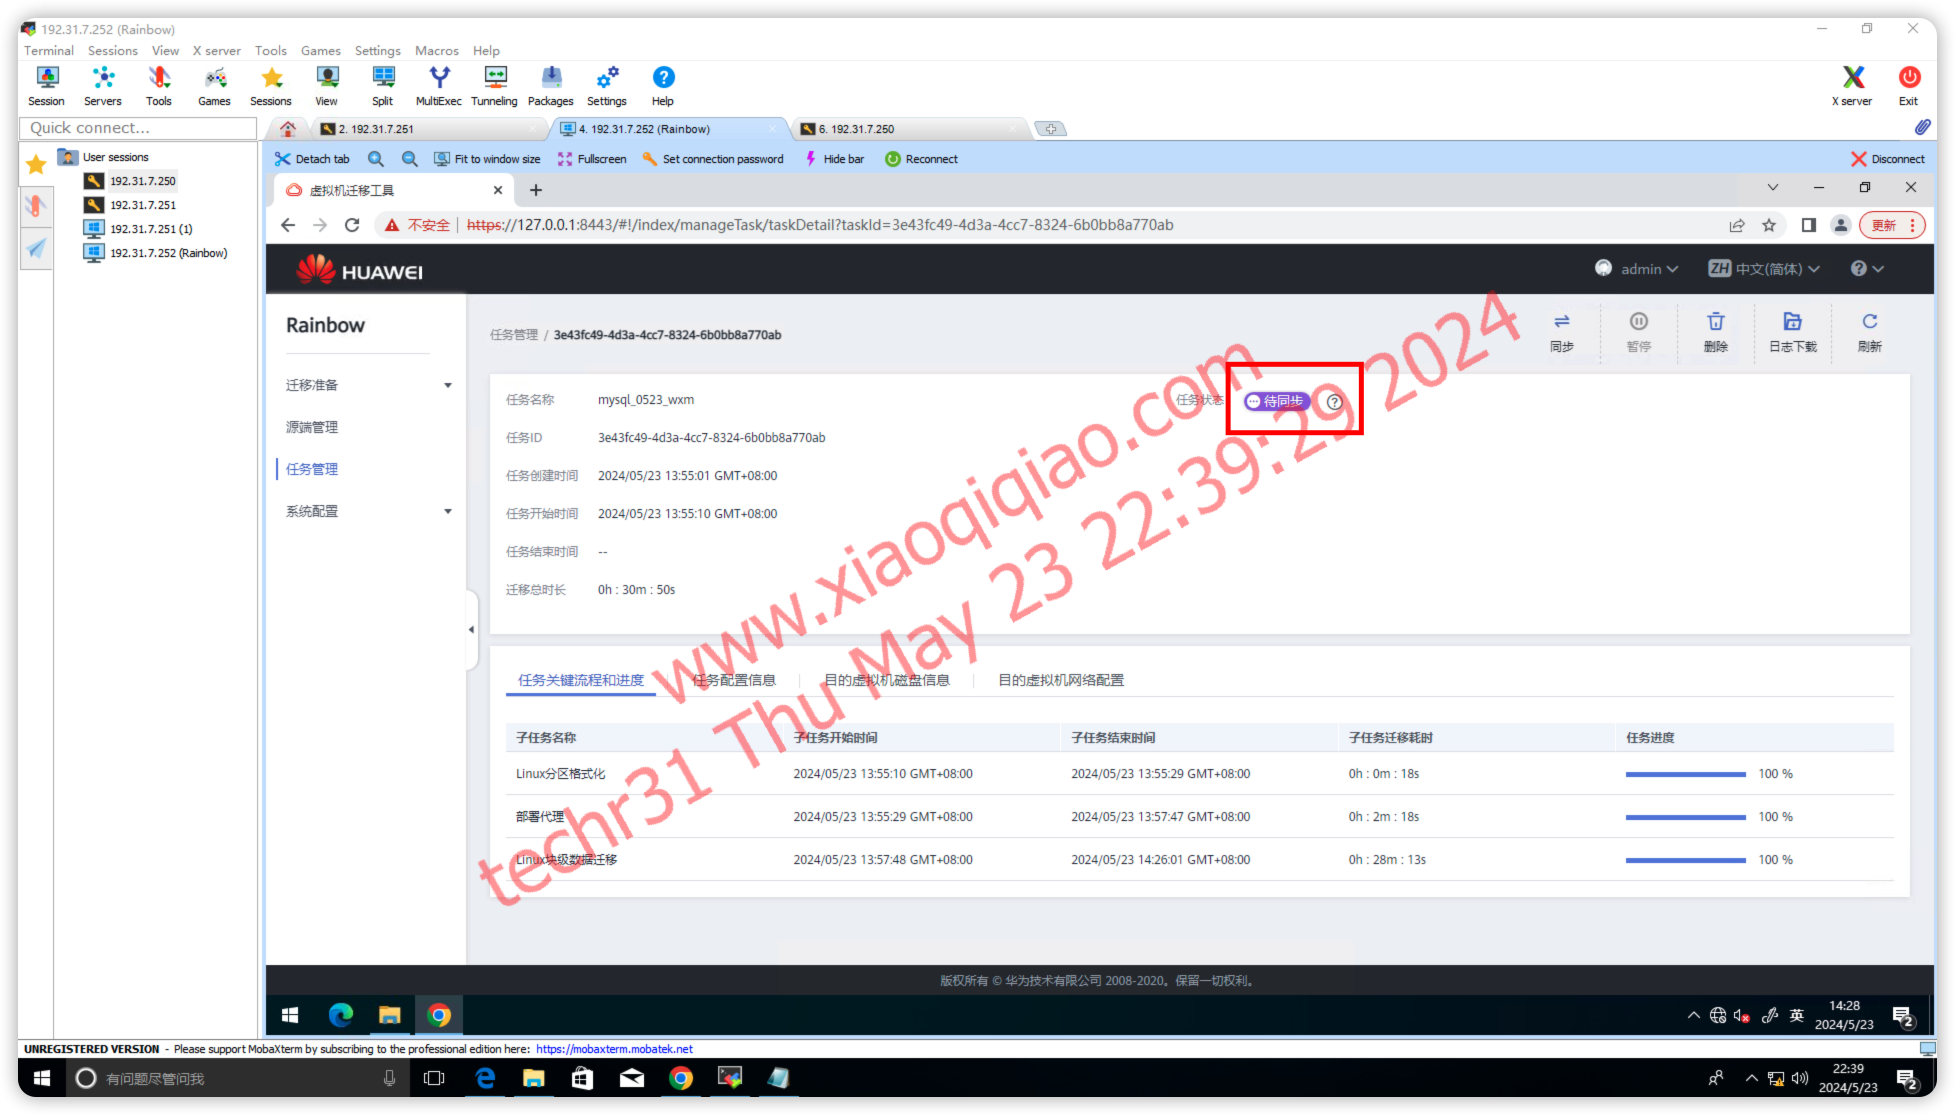 192.31.7.252 (Rainbow)
Terminal Sessions View X server Tools Games Settings Macros Help
Session Servers Tools Games Sessions View Split MultiExec Tunneling Packages Settings Help X server Exit
Quick connect...
2. 192.31.7.251
4. 192.31.7.252 (Rainbow)
6. 192.31.7.250
User sessions
192.31.7.250
192.31.7.251
192.31.7.251 (1)
192.31.7.252 (Rainbow)
Detach tab Fit to window size Fullscreen Set connection password Hide bar Reconnect Disconnect
虚拟机迁移工具
不安全 https://127.0.0.1:8443/#!/index/manageTask/taskDetail?taskId=3e43fc49-4d3a-4cc7-8324-6b0bb8a770ab 更新
HUAWEI admin ZH 中文(简体)
Rainbow
迁移准备
源端管理
任务管理
系统配置
任务管理 / 3e43fc49-4d3a-4cc7-8324-6b0bb8a770ab
同步 暂停 删除 日志下载 刷新
任务名称 mysql_0523_wxm 任务状态 待同步
任务ID 3e43fc49-4d3a-4cc7-8324-6b0bb8a770ab
任务创建时间 2024/05/23 13:55:01 GMT+08:00
任务开始时间 2024/05/23 13:55:10 GMT+08:00
任务结束时间 --
迁移总时长 0h : 30m : 50s
www.xiaoqiqiao.com
techr31 Thu May 23 22:39:29 2024
任务关键流程和进度 任务配置信息 目的虚拟机磁盘信息 目的虚拟机网络配置
子任务名称 子任务开始时间 子任务结束时间 子任务迁移耗时 任务进度
Linux分区格式化 2024/05/23 13:55:10 GMT+08:00 2024/05/23 13:55:29 GMT+08:00 0h : 0m : 18s 100 %
部署代理 2024/05/23 13:55:29 GMT+08:00 2024/05/23 13:57:47 GMT+08:00 0h : 2m : 18s 100 %
Linux块级数据迁移 2024/05/23 13:57:48 GMT+08:00 2024/05/23 14:26:01 GMT+08:00 0h : 28m : 13s 100 %
版权所有 © 华为技术有限公司 2008-2020。保留一切权利。
英 14:28
2024/5/23 2
UNREGISTERED VERSION - Please support MobaXterm by subscribing to the professional edition here: https://mobaxterm.mobatek.net
有问题尽管问我 22:39
2024/5/23 2